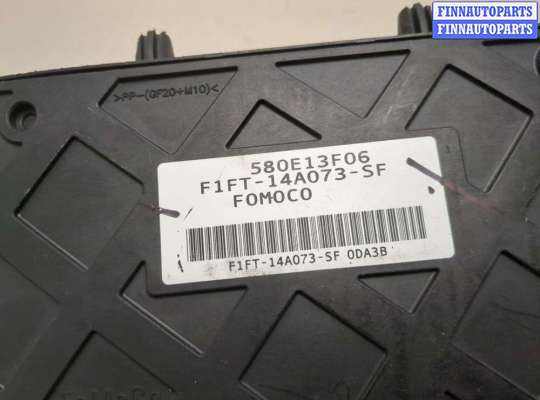 FINNAUTOPARTS
FINNAUTOPARTS
>PP-(GF20+M10)<
580E13F06
F1FT-14A073-SF
FOMOCO
F1FT-14A073-SF 0DA3B